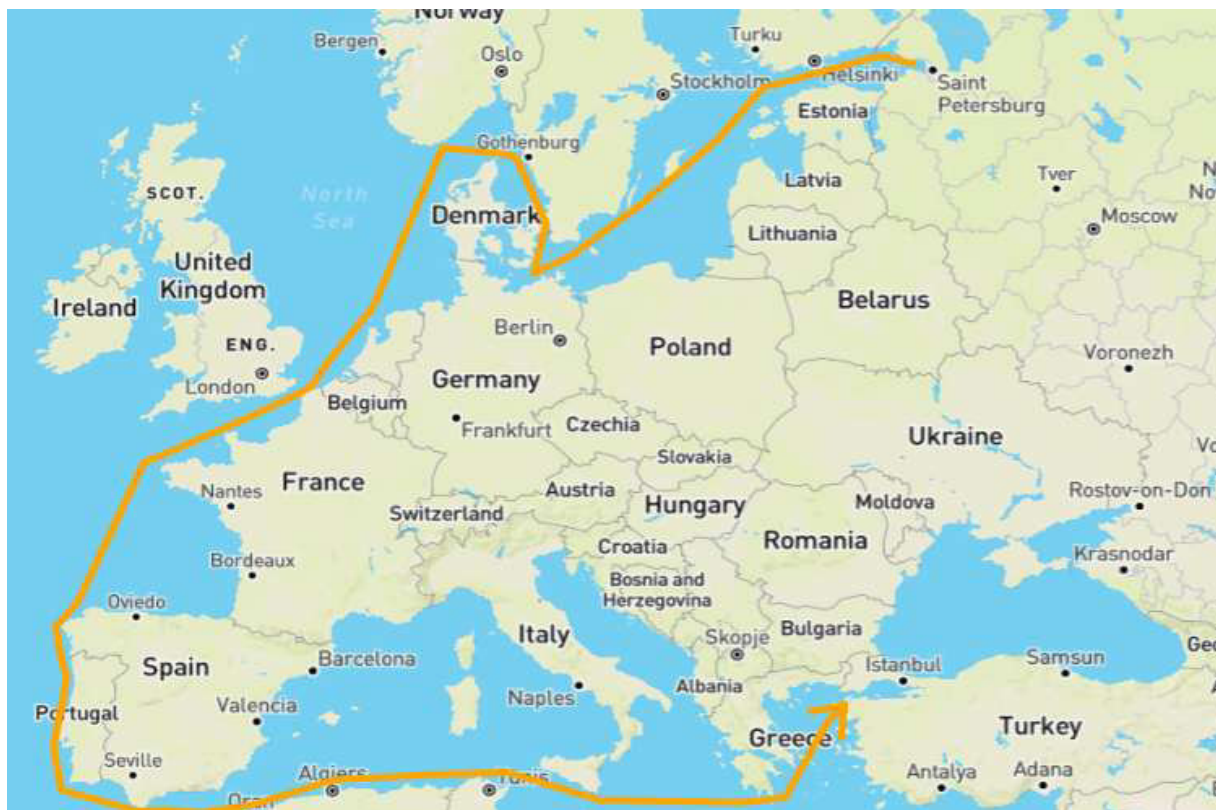 Norway
Bergen
Oslo
Turku
Helsinki
Stockholm
Saint
Petersburg
Estonia
Gothenburg
SCOT.
North
Sea
Latvia
Tver
Denmark
Moscow
Lithuania
United
Kingdom
Ireland
Belarus
Berlin
ENG.
London
Poland
Voronezh
Germany
Belgium
Frankfurt
Czechia
Ukraine
Slovakia
France
Nantes
Austria
Switzerland
Hungary
Moldova
Rostov-on-Don
Romania
Croatia
Bordeaux
Krasnodar
Bosnia and
Herzegovina
Oviedo
Italy
Skopje
Bulgaria
Spain
Barcelona
Istanbul
Samsun
Albania
Naples
Portugal
Valencia
Greece
Turkey
Seville
Algiers
Tunis
Antalya
Adana
Oran